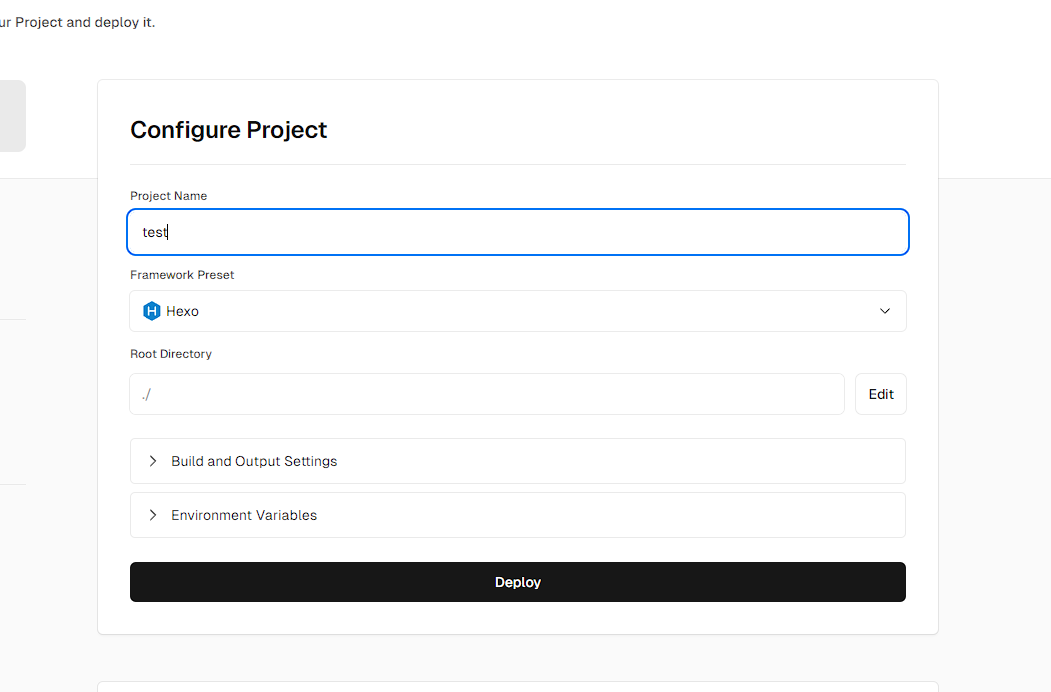 ur Project and deploy it.
Configure Project
Project Name
test
Framework Preset
Hexo
Root Directory
./
Edit
Build and Output Settings
Environment Variables
Deploy